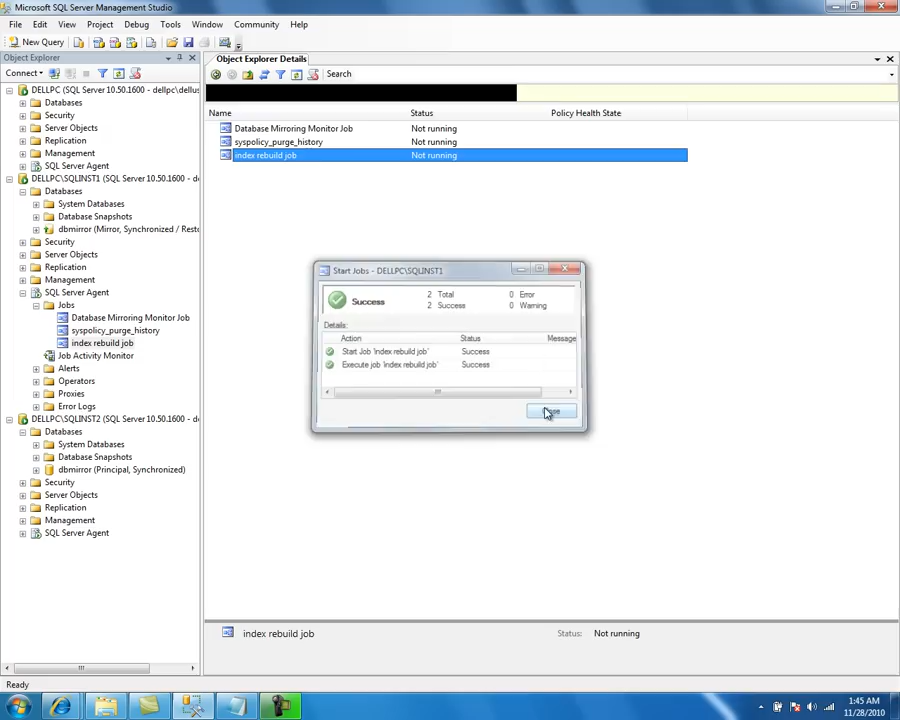 Microsoft SQL Server Management Studio
File Edit View Project Debug Tools Window Community Help
New Query
Object Explorer
Connect
DELLPC (SQL Server 10.50.1600 - dellpc\dellus
Databases
Security
Server Objects
Replication
Management
SQL Server Agent
DELLPC\SQLINST1 (SQL Server 10.50.1600 - de
Databases
System Databases
Database Snapshots
dbmirror (Mirror, Synchronized / Resto
Security
Server Objects
Replication
Management
SQL Server Agent
Jobs
Database Mirroring Monitor Job
syspolicy_purge_history
index rebuild job
Job Activity Monitor
Alerts
Operators
Proxies
Error Logs
DELLPC\SQLINST2 (SQL Server 10.50.1600 - de
Databases
System Databases
Database Snapshots
dbmirror (Principal, Synchronized)
Security
Server Objects
Replication
Management
SQL Server Agent
Object Explorer Details
Search
Name Status Policy Health State
Database Mirroring Monitor Job Not running
syspolicy_purge_history Not running
index rebuild job Not running
Start Jobs - DELLPC\SQLINST1
Success
2 Total 0 Error
2 Success 0 Warning
Details:
Action Status Message
Start Job 'index rebuild job' Success
Execute job 'index rebuild job' Success
index rebuild job Status: Not running
Ready
1:45 AM
11/28/2010